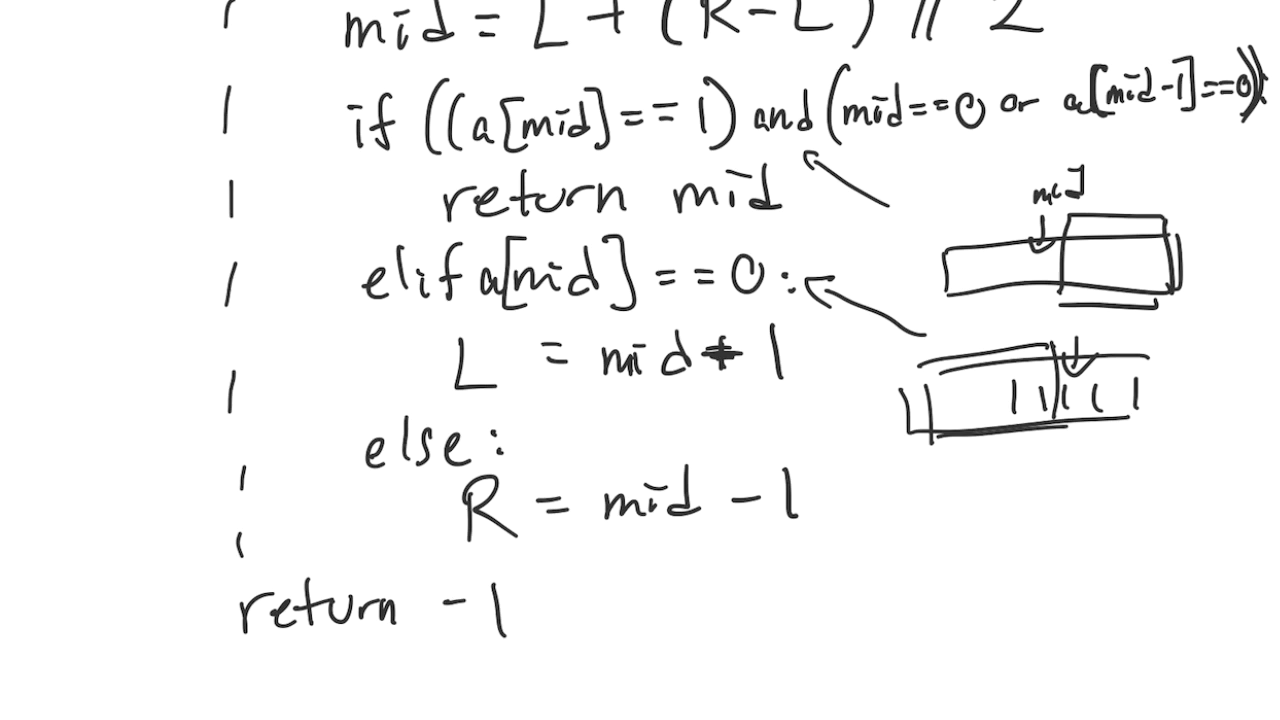 mid = L + (R-L) // 2
if ((a[mid] == 1) and (mid==0 or a[mid-1]==0)):
return mid
mid
elif a[mid] == 0:
L = mid + 1
else:
R = mid - 1
return -1